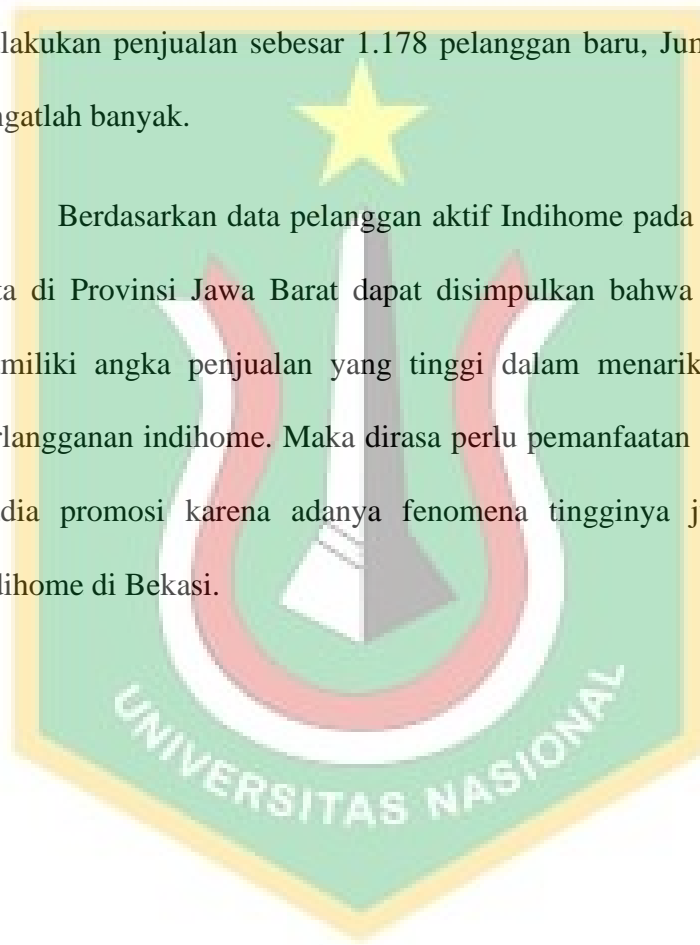 lakukan penjualan sebesar 1.178 pelanggan baru, Jun
ngatlah banyak.
Berdasarkan data pelanggan aktif Indihome pada
ta di Provinsi Jawa Barat dapat disimpulkan bahwa
miliki angka penjualan yang tinggi dalam menarik
rlangganan indihome. Maka dirasa perlu pemanfaatan
dia promosi karena adanya fenomena tingginya j
dihome di Bekasi.
UNIVERSITAS NASIONAL